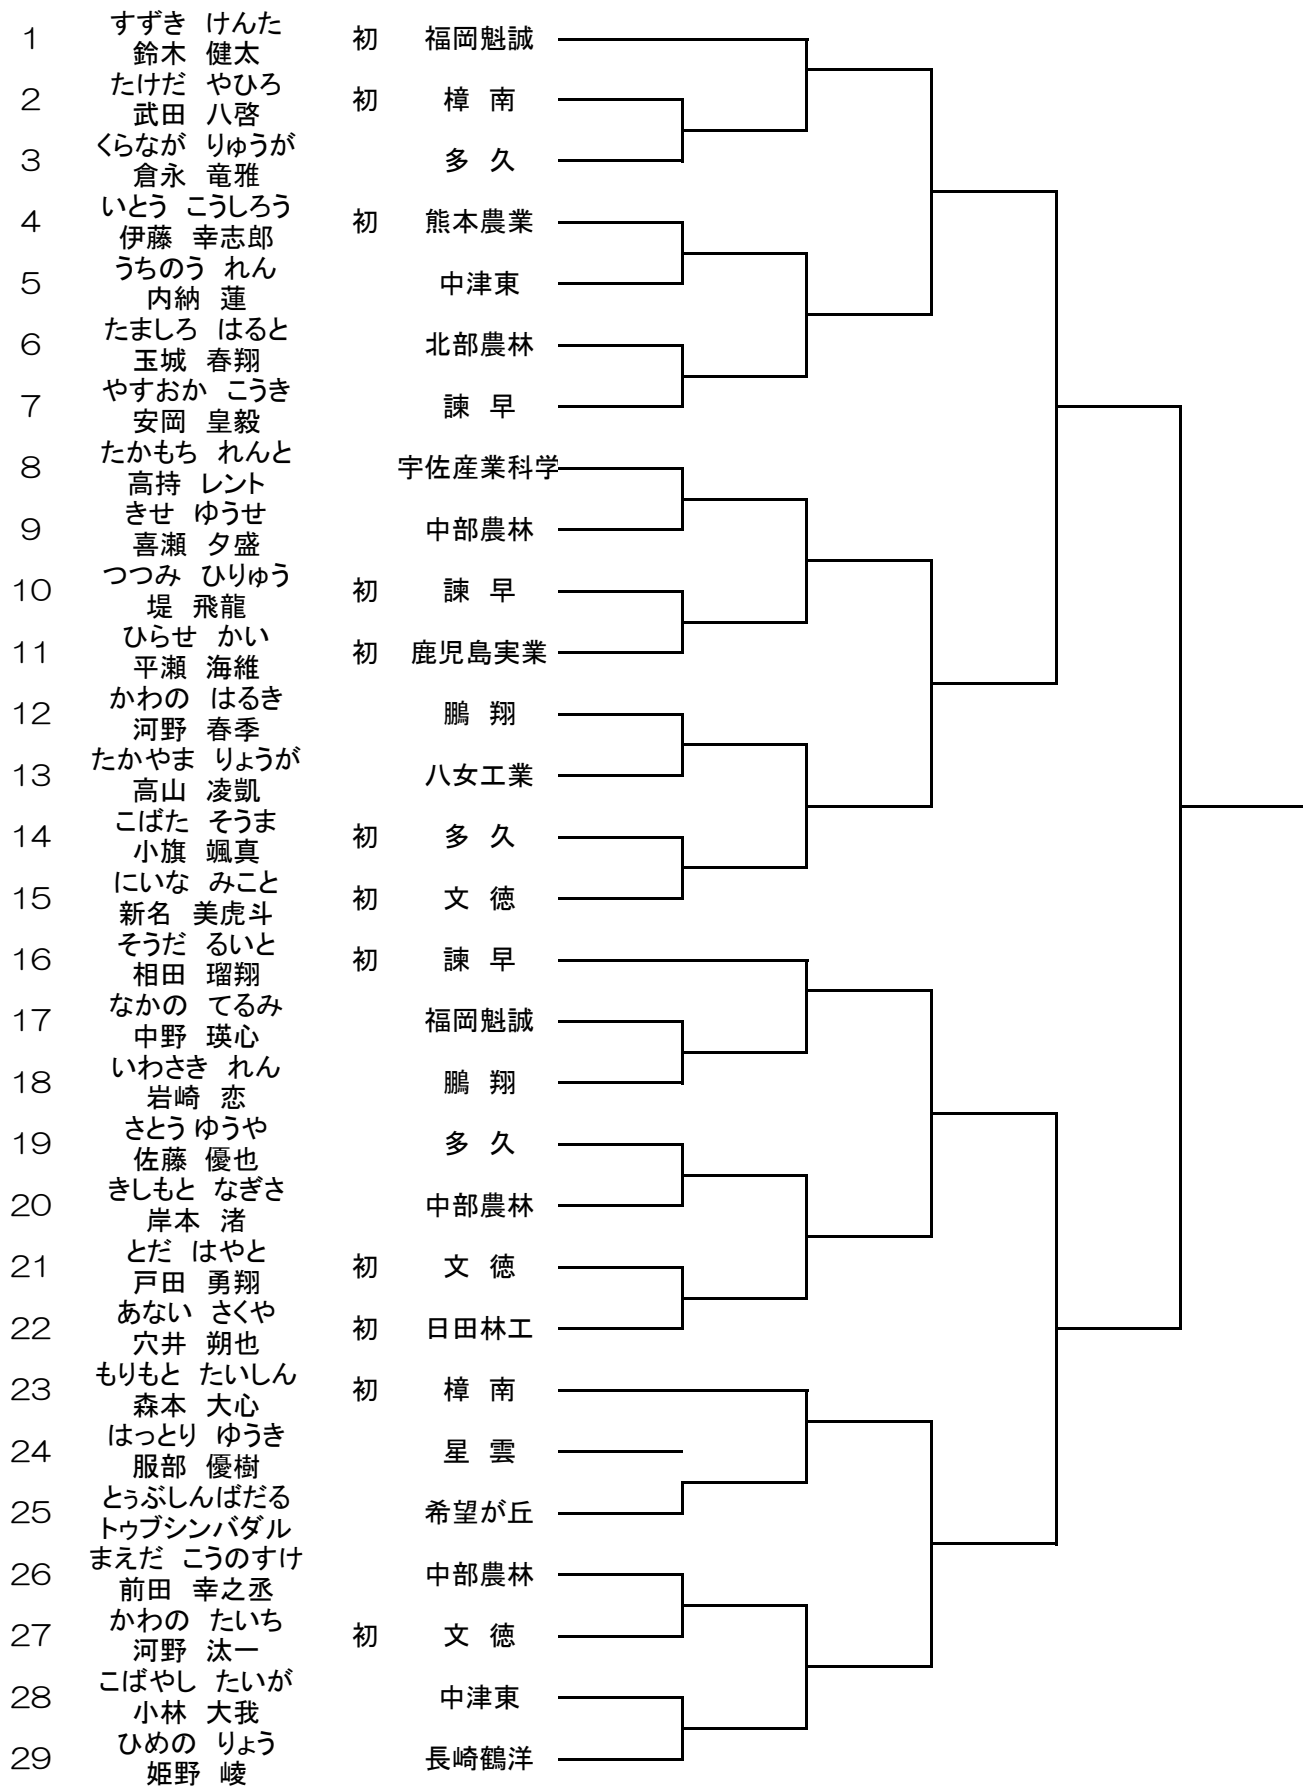 すずき けんた
1 鈴木 健太 初 福岡魁誠
たけだ やひろ
2 武田 八啓 初 樟 南
くらなが りゅうが
3 倉永 竜雅 多 久
いとう こうしろう
4 伊藤 幸志郎 初 熊本農業
うちのう れん
5 内納 蓮 中津東
たましろ はると
6 玉城 春翔 北部農林
やすおか こうき
7 安岡 皇毅 諫 早
たかもち れんと
8 高持 レント 宇佐産業科学
きせ ゆうせ
9 喜瀬 夕盛 中部農林
つつみ ひりゅう
10 堤 飛龍 初 諫 早
ひらせ かい
11 平瀬 海維 初 鹿児島実業
かわの はるき
12 河野 春季 鵬 翔
たかやま りょうが
13 高山 凌凱 八女工業
こばた そうま
14 小旗 颯真 初 多 久
にいな みこと
15 新名 美虎斗 初 文 徳
そうだ るいと
16 相田 瑠翔 初 諫 早
なかの てるみ
17 中野 瑛心 福岡魁誠
いわさき れん
18 岩崎 恋 鵬 翔
さとう ゆうや
19 佐藤 優也 多 久
きしもと なぎさ
20 岸本 渚 中部農林
とだ はやと
21 戸田 勇翔 初 文 徳
あない さくや
22 穴井 朔也 初 日田林工
もりもと たいしん
23 森本 大心 初 樟 南
はっとり ゆうき
24 服部 優樹 星 雲
とぅぶしんばだる
25 トゥブシンバダル 希望が丘
まえだ こうのすけ
26 前田 幸之丞 中部農林
かわの たいち
27 河野 汰一 初 文 徳
こばやし たいが
28 小林 大我 中津東
ひめの りょう
29 姫野 崚 長崎鶴洋